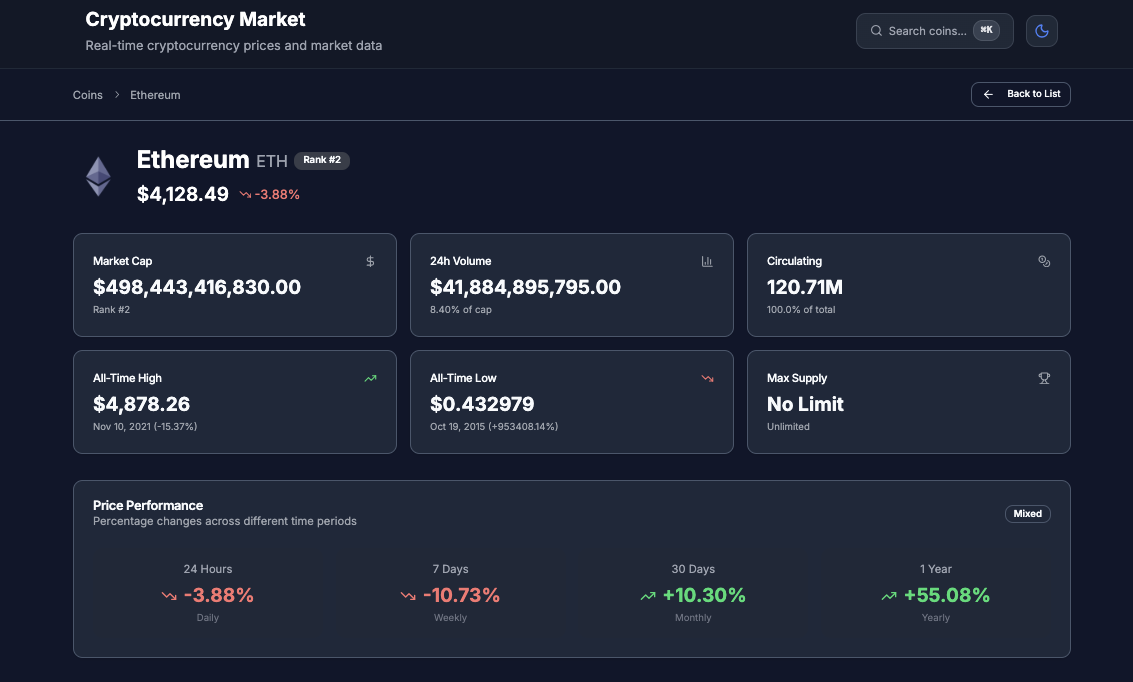 Cryptocurrency Market
Real-time cryptocurrency prices and market data
Search coins... ⌘K
Coins > Ethereum
Back to List
Ethereum ETH Rank #2
$4,128.49 -3.88%
Market Cap
$498,443,416,830.00
Rank #2
24h Volume
$41,884,895,795.00
8.40% of cap
Circulating
120.71M
100.0% of total
All-Time High
$4,878.26
Nov 10, 2021 (-15.37%)
All-Time Low
$0.432979
Oct 19, 2015 (+953408.14%)
Max Supply
No Limit
Unlimited
Price Performance
Percentage changes across different time periods
Mixed
24 Hours
-3.88%
Daily
7 Days
-10.73%
Weekly
30 Days
+10.30%
Monthly
1 Year
+55.08%
Yearly